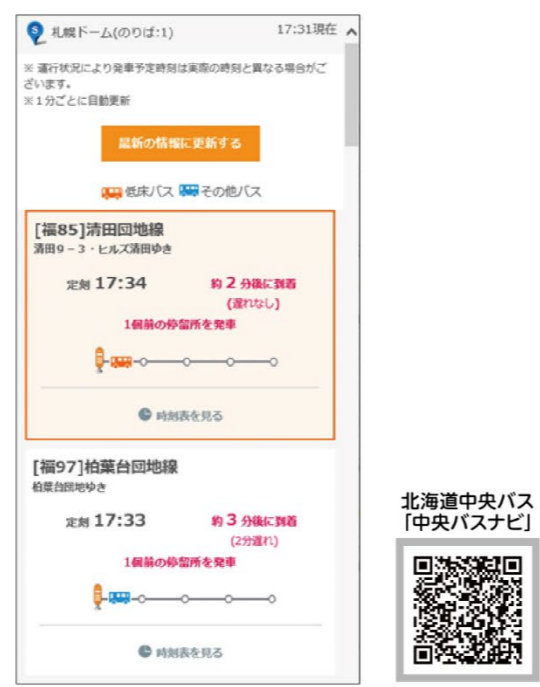 S 札幌ドーム(のりば:1) 17:31現在
※ 運行状況により発車予定時刻は実際の時刻と異なる場合がご
ざいます。
※1分ごとに自動更新
最新の情報に更新する
低床バス その他バス
[福85]清田団地線
清田9－3・ヒルズ清田ゆき
定刻 17:34 約 2 分後に到着
(遅れなし)
1個前の停留所を発車
時刻表を見る
[福97]柏葉台団地線
柏葉台団地ゆき
定刻 17:33 約 3 分後に到着
(2分遅れ)
1個前の停留所を発車
時刻表を見る
北海道中央バス
「中央バスナビ」